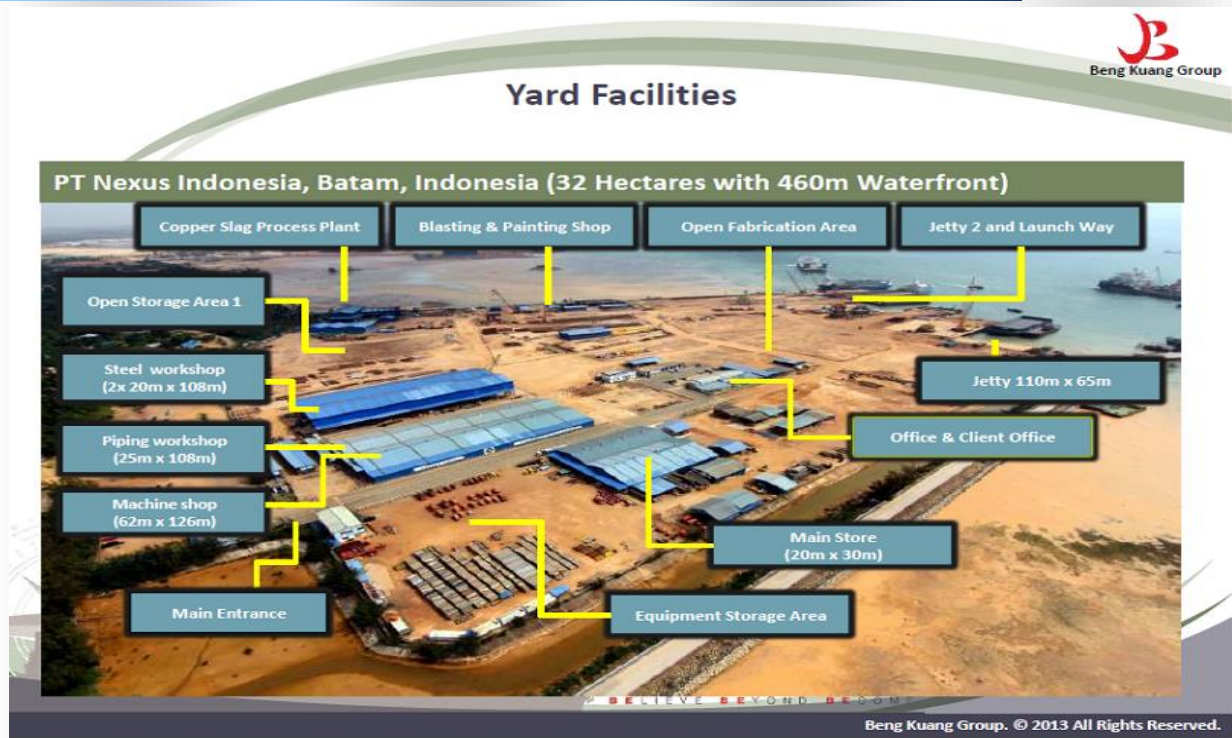 Beng Kuang Group
Yard Facilities
PT Nexus Indonesia, Batam, Indonesia (32 Hectares with 460m Waterfront)
Copper Slag Process Plant
Blasting & Painting Shop
Open Fabrication Area
Jetty 2 and Launch Way
Open Storage Area 1
Steel workshop
(2x 20m x 108m)
Jetty 110m x 65m
Piping workshop
(25m x 108m)
Office & Client Office
Machine shop
(62m x 126m)
Main Store
(20m x 30m)
Main Entrance
Equipment Storage Area
BELIEVE BEYOND BECOME
Beng Kuang Group. © 2013 All Rights Reserved.